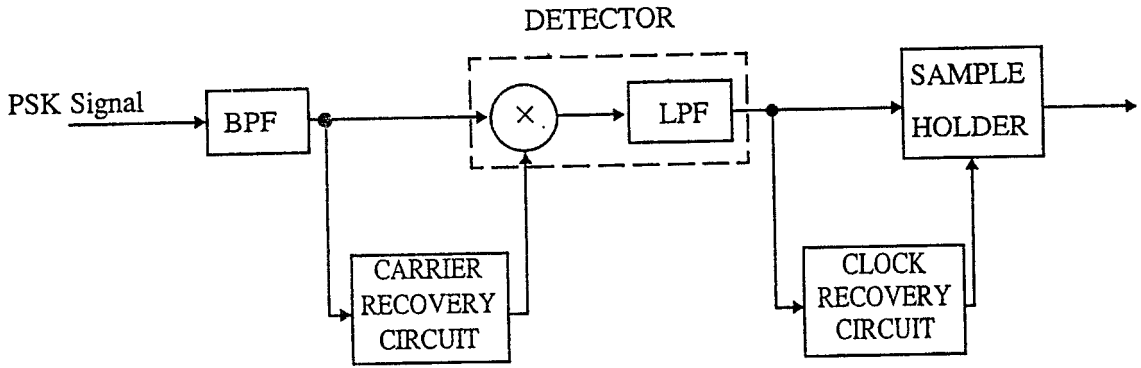 DETECTOR
PSK Signal
BPF
×
LPF
SAMPLE
HOLDER
CARRIER
RECOVERY
CIRCUIT
CLOCK
RECOVERY
CIRCUIT